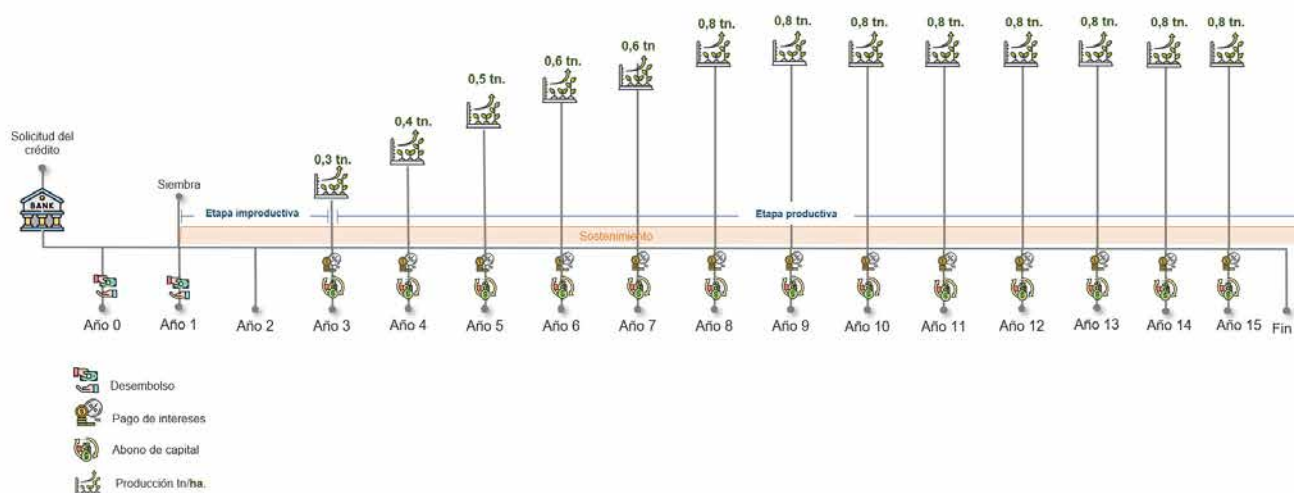 0,8 tn. 0,8 tn. 0,8 tn. 0,8 tn. 0,8 tn. 0,8 tn. 0,8 tn. 0,8 tn.
0,6 tn
0,6 tn.
0,5 tn.
0,4 tn.
0,3 tn.
Solicitud del
crédito
BANK
Siembra
Etapa improductiva
Etapa productiva
Sostenimiento
Año 0 Año 1 Año 2 Año 3 Año 4 Año 5 Año 6 Año 7 Año 8 Año 9 Año 10 Año 11 Año 12 Año 13 Año 14 Año 15 Fin
Desembolso
Pago de intereses
Abono de capital
Producción tn/ha.